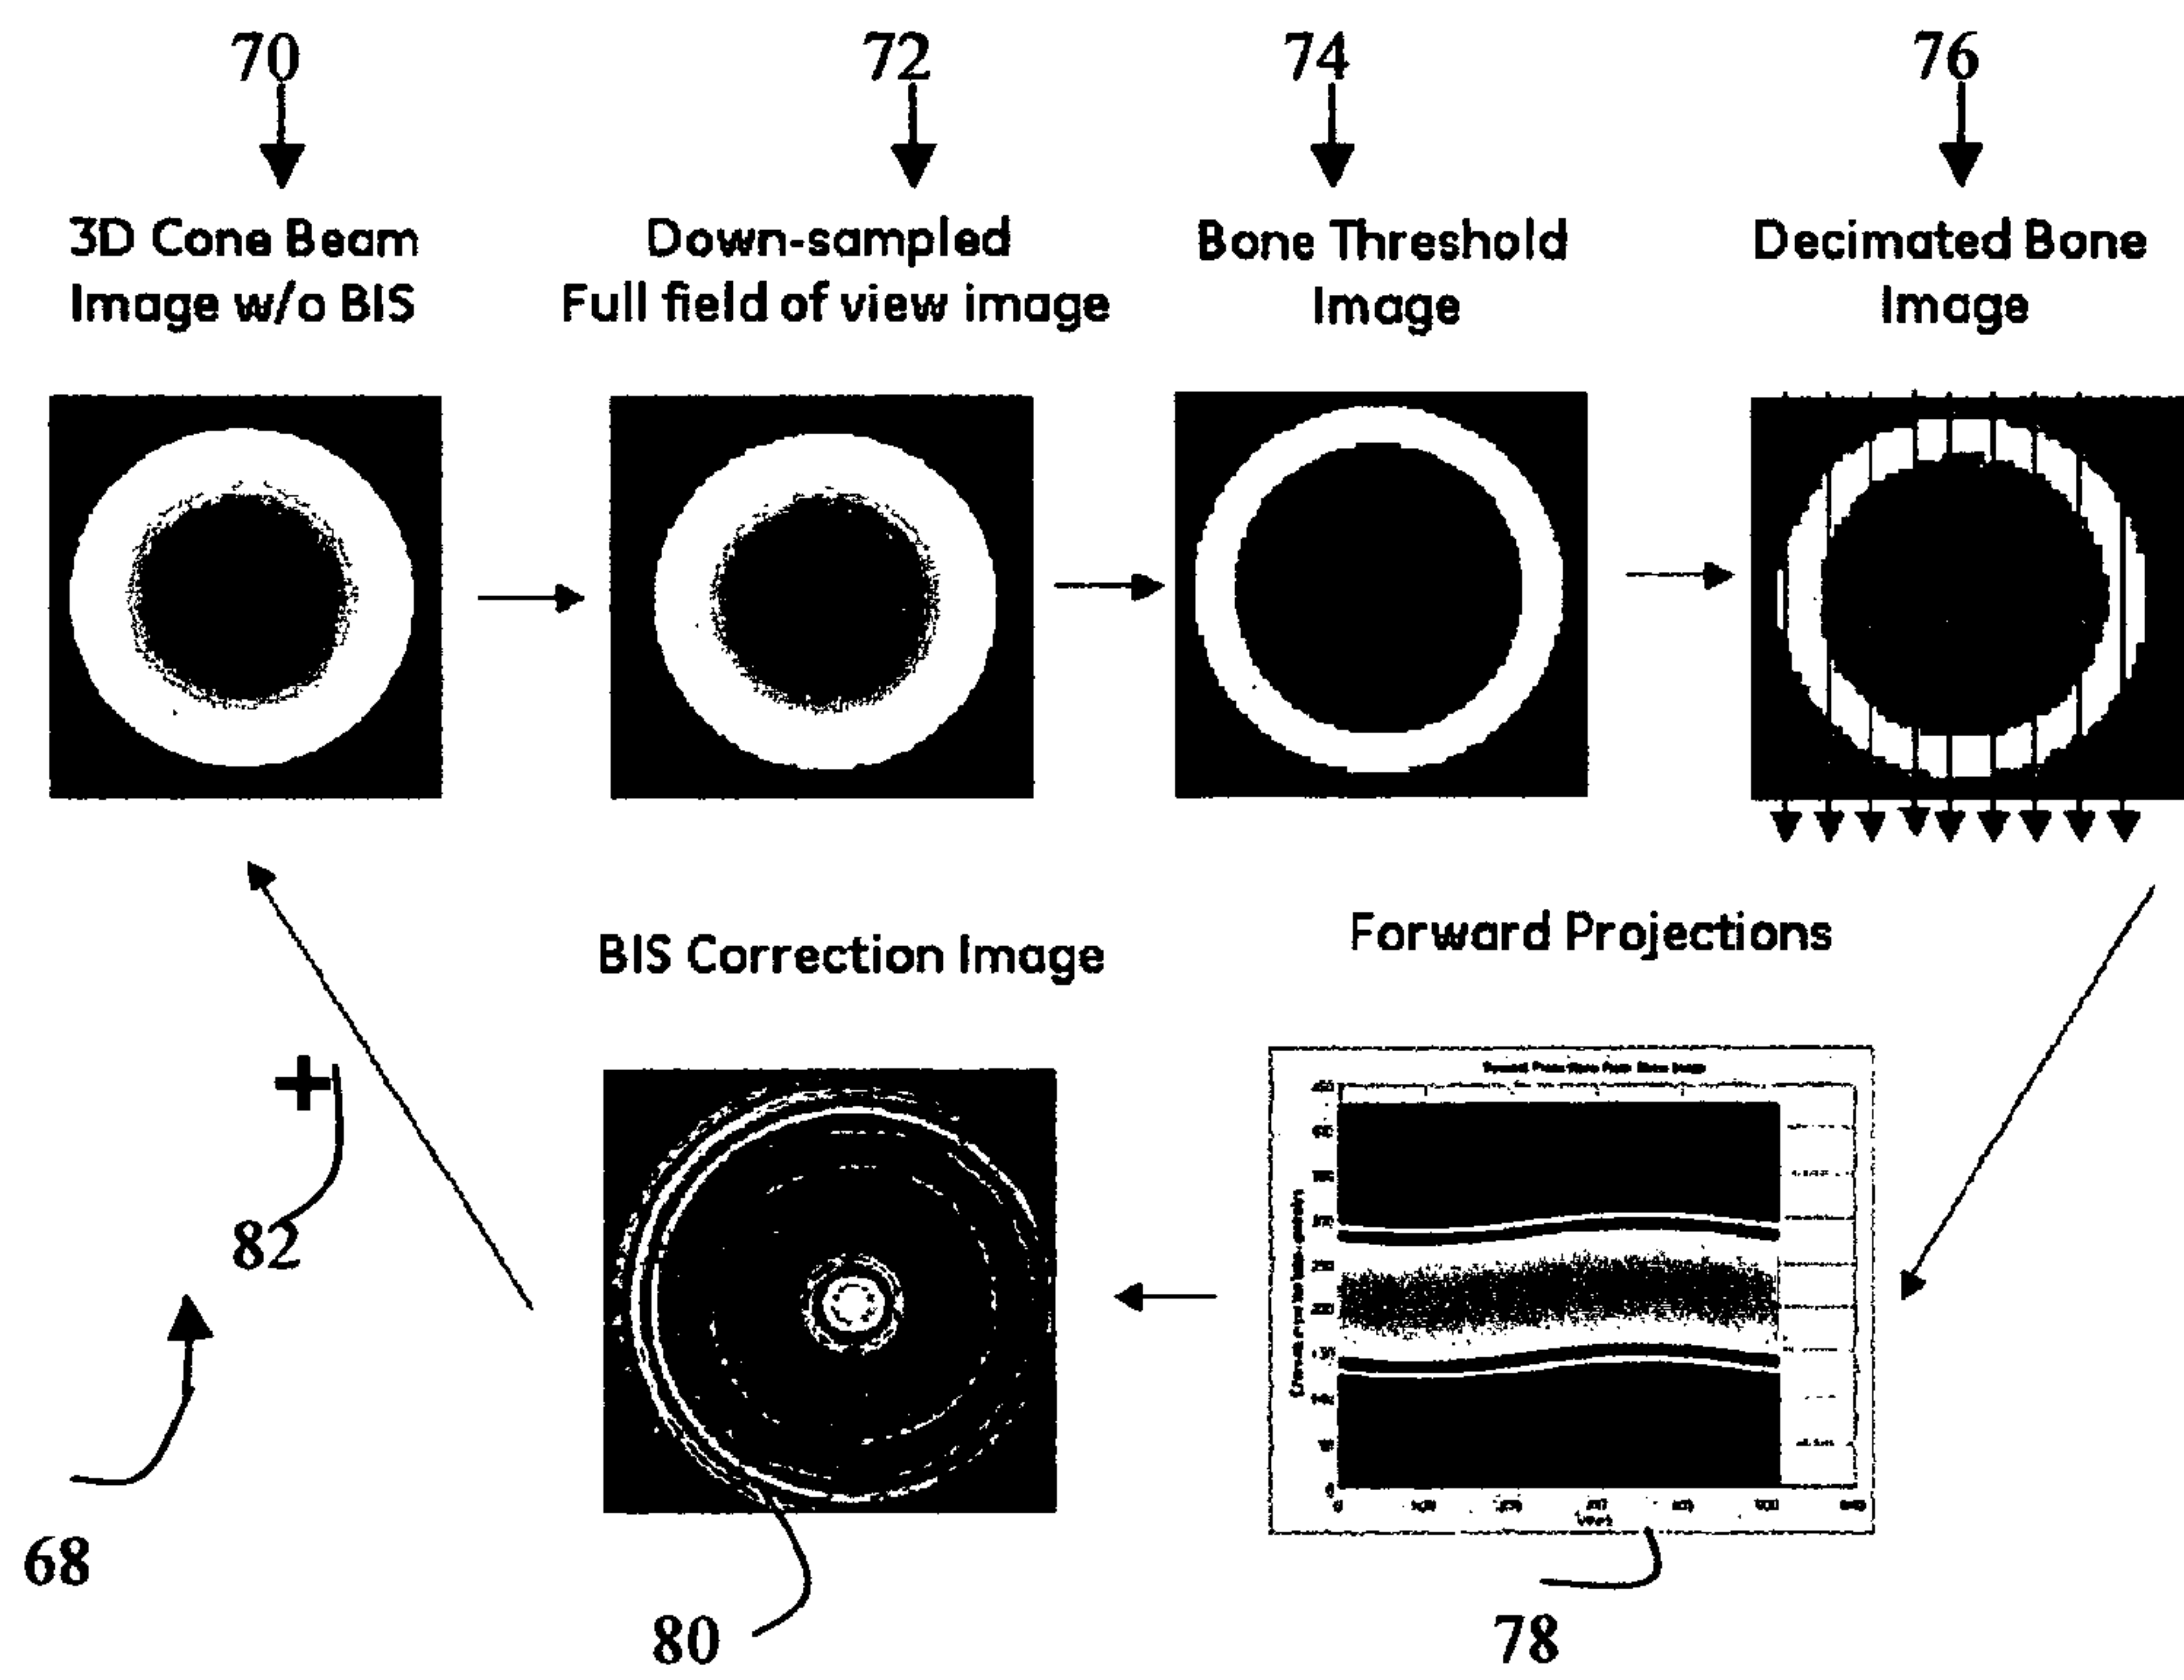 70
72
74
76
3D Cone Beam
Image w/o BIS
Down-sampled
Full field of view image
Bone Threshold
Image
Decimated Bone
Image
BIS Correction Image
Forward Projections
+
82
68
80
78